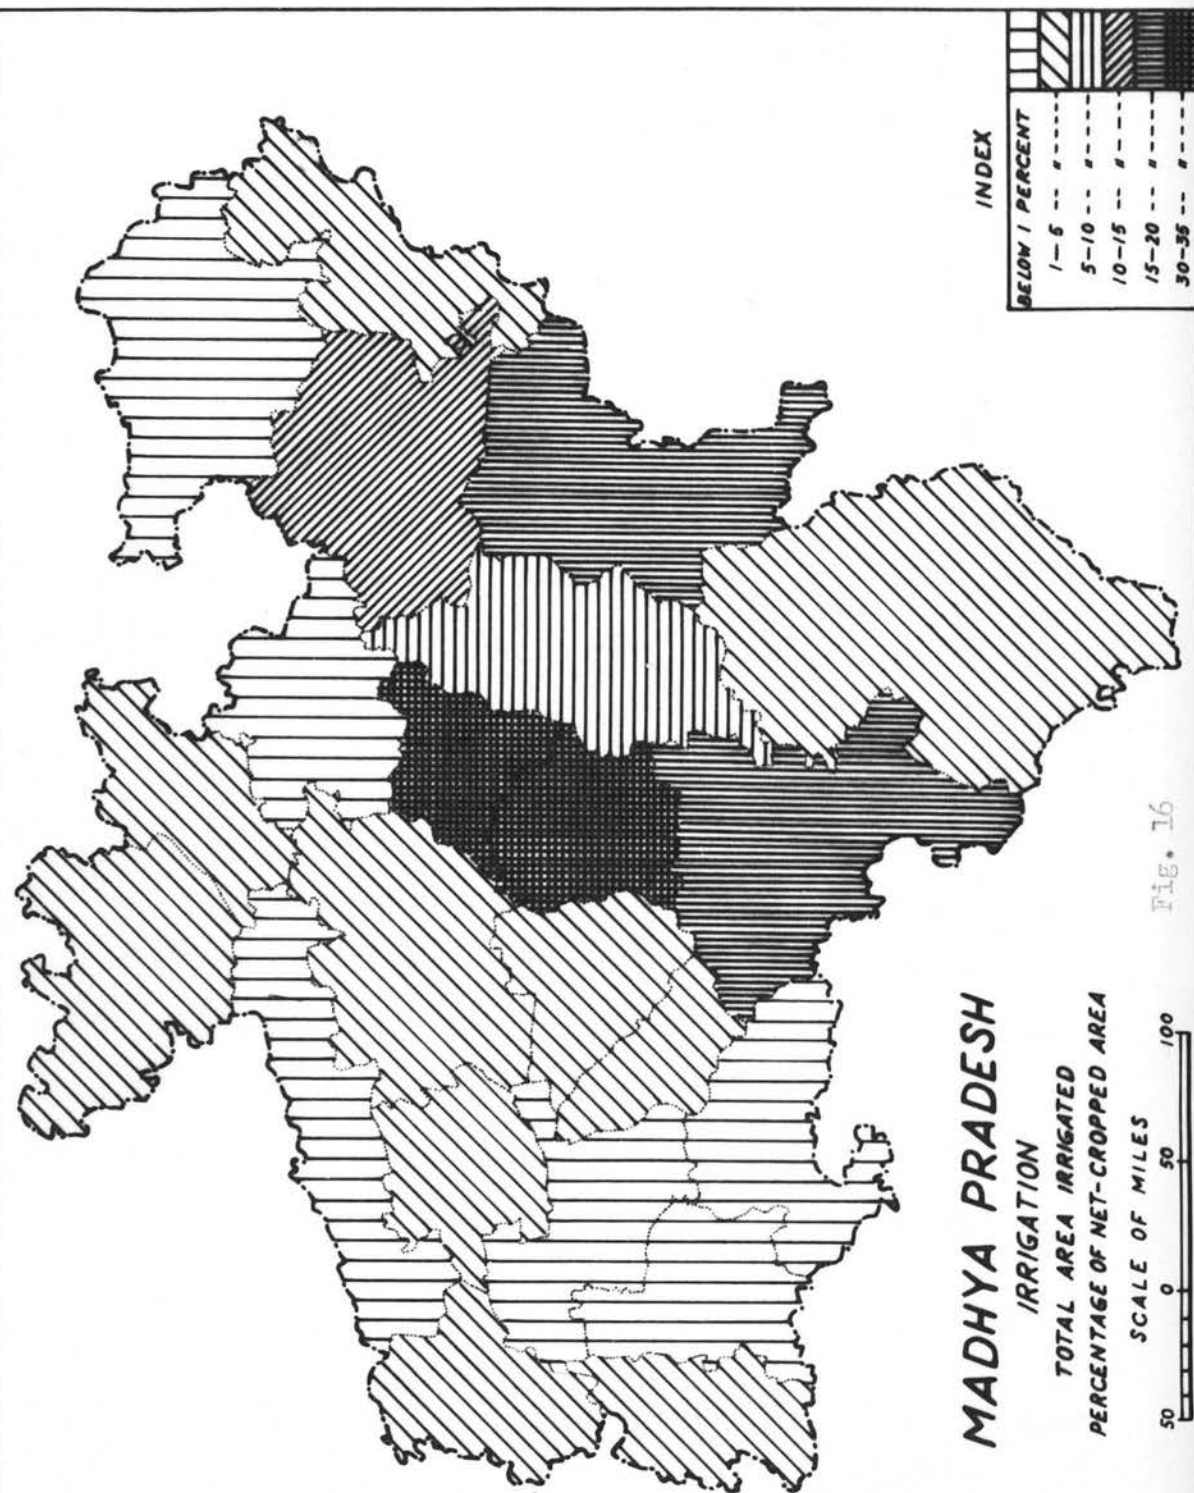 INDEX
BELOW 1 PERCENT
1—5 -- " -----
5-10 -- " -----
10-15 -- " -----
15-20 -- " -----
30-35 -- " -----
MADHYA PRADESH
IRRIGATION
TOTAL AREA IRRIGATED
PERCENTAGE OF NET-CROPPED AREA
SCALE OF MILES
50 0 50 100
Fig. 16